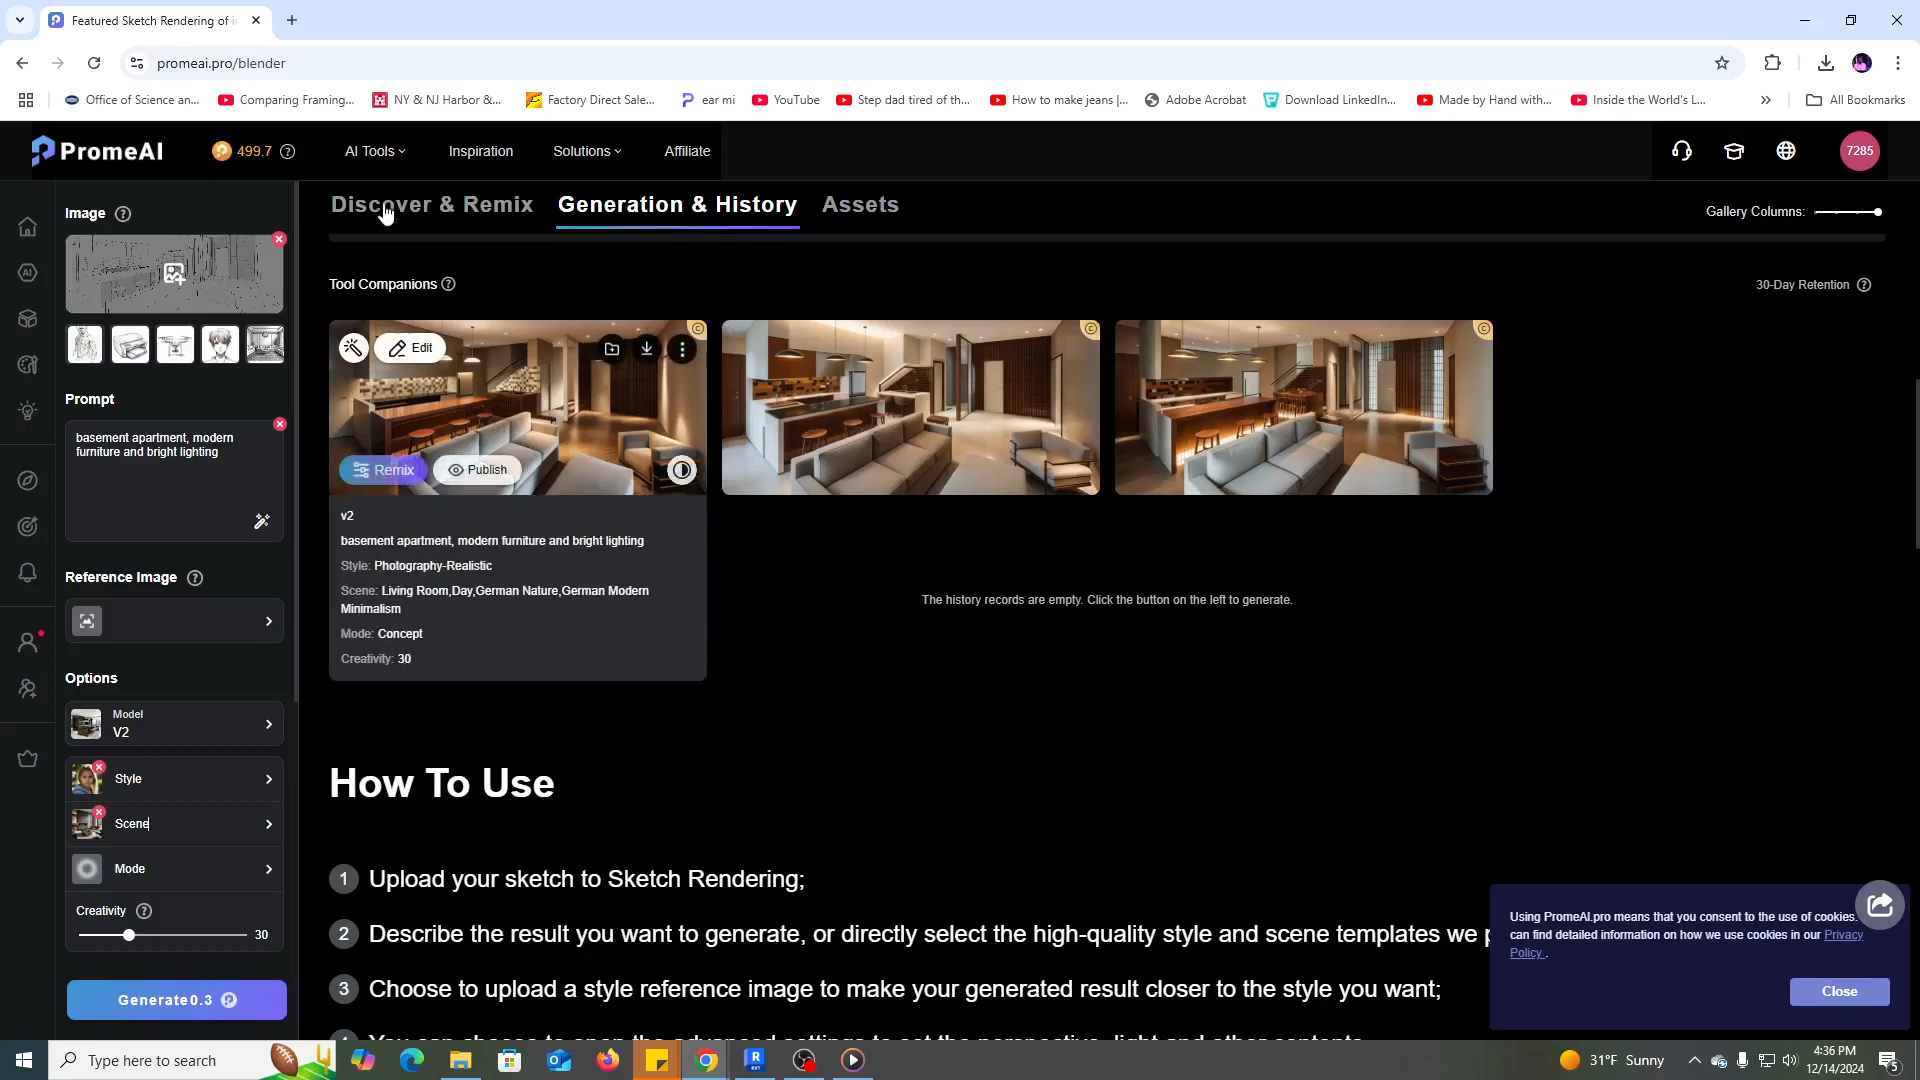 Featured Sketch Rendering of i
promeai.pro/blender
Office of Science an...
Comparing Framing...
NY & NJ Harbor &...
Factory Direct Sale...
ear mi
YouTube
Step dad tired of th...
How to make jeans |...
Adobe Acrobat
Download LinkedIn...
Made by Hand with...
Inside the World's L...
All Bookmarks
PromeAI
499.7
AI Tools
Inspiration
Solutions
Affiliate
7285
Image
Discover & Remix
Generation & History
Assets
Gallery Columns:
Tool Companions
30-Day Retention
Edit
Remix
Publish
Prompt
basement apartment, modern
furniture and bright lighting
v2
basement apartment, modern furniture and bright lighting
Style: Photography-Realistic
Scene: Living Room,Day,German Nature,German Modern
Minimalism
Mode: Concept
Creativity: 30
The history records are empty. Click the button on the left to generate.
Reference Image
Options
Model
V2
Style
Scene
Mode
Creativity
30
Generate0.3
How To Use
1 Upload your sketch to Sketch Rendering;
2 Describe the result you want to generate, or directly select the high-quality style and scene templates we p
3 Choose to upload a style reference image to make your generated result closer to the style you want;
Using PromeAI.pro means that you consent to the use of cookies.
can find detailed information on how we use cookies in our Privacy
Policy .
Close
Type here to search
31°F Sunny
4:36 PM
12/14/2024
5